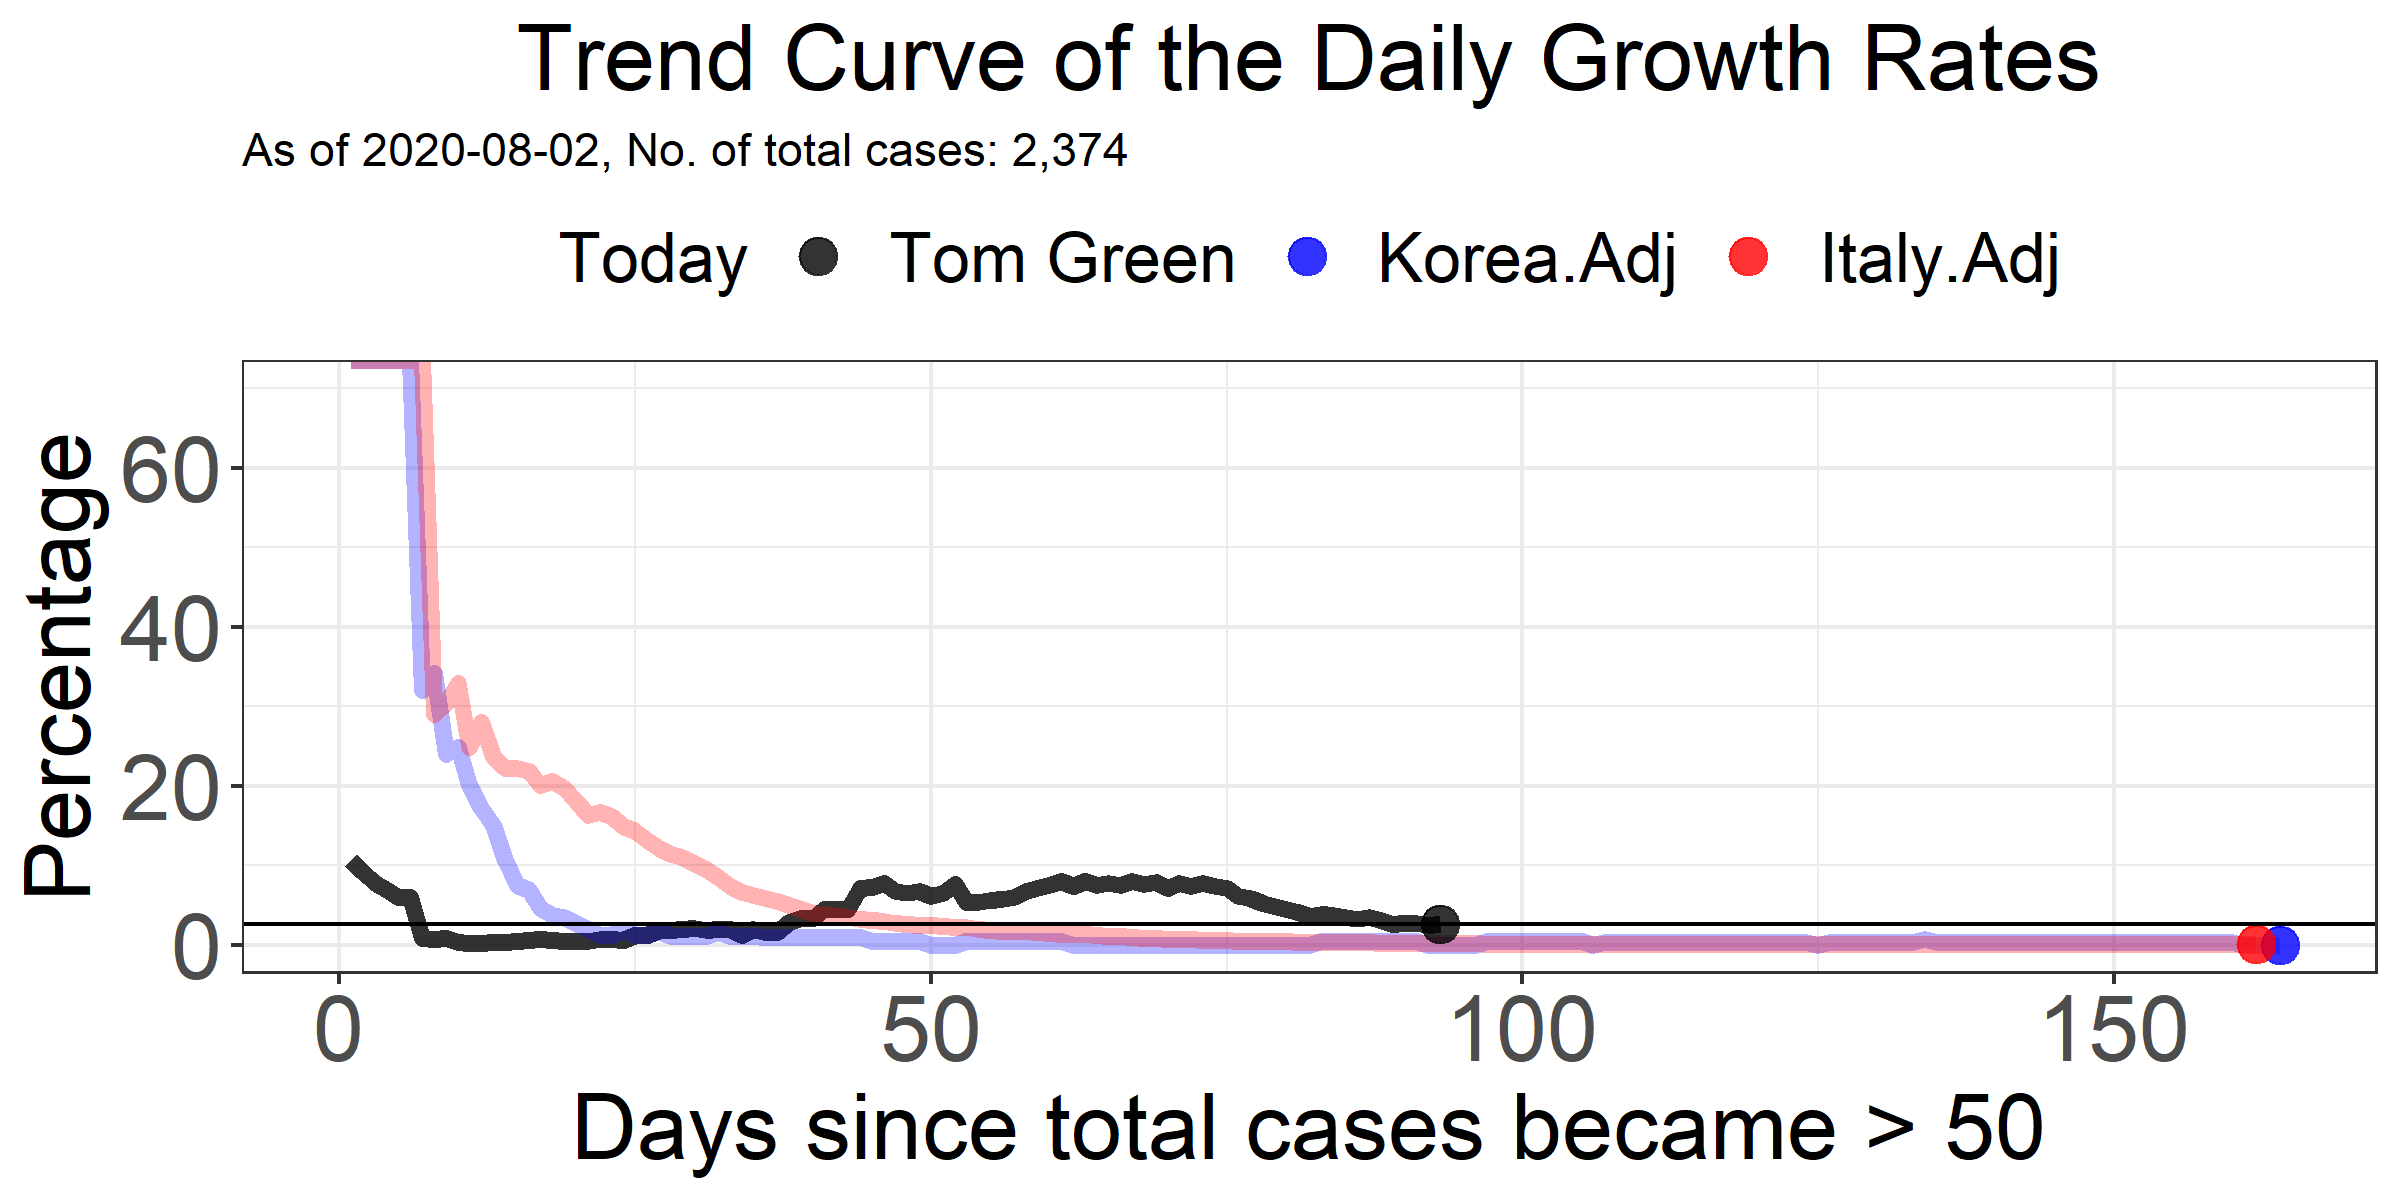 Trend Curve of the Daily Growth Rates
As of 2020-08-02, No. of total cases: 2,374
Today Tom Green Korea.Adj Italy.Adj
Percentage
60
40
20
0
0 50 100 150
Days since total cases became > 50